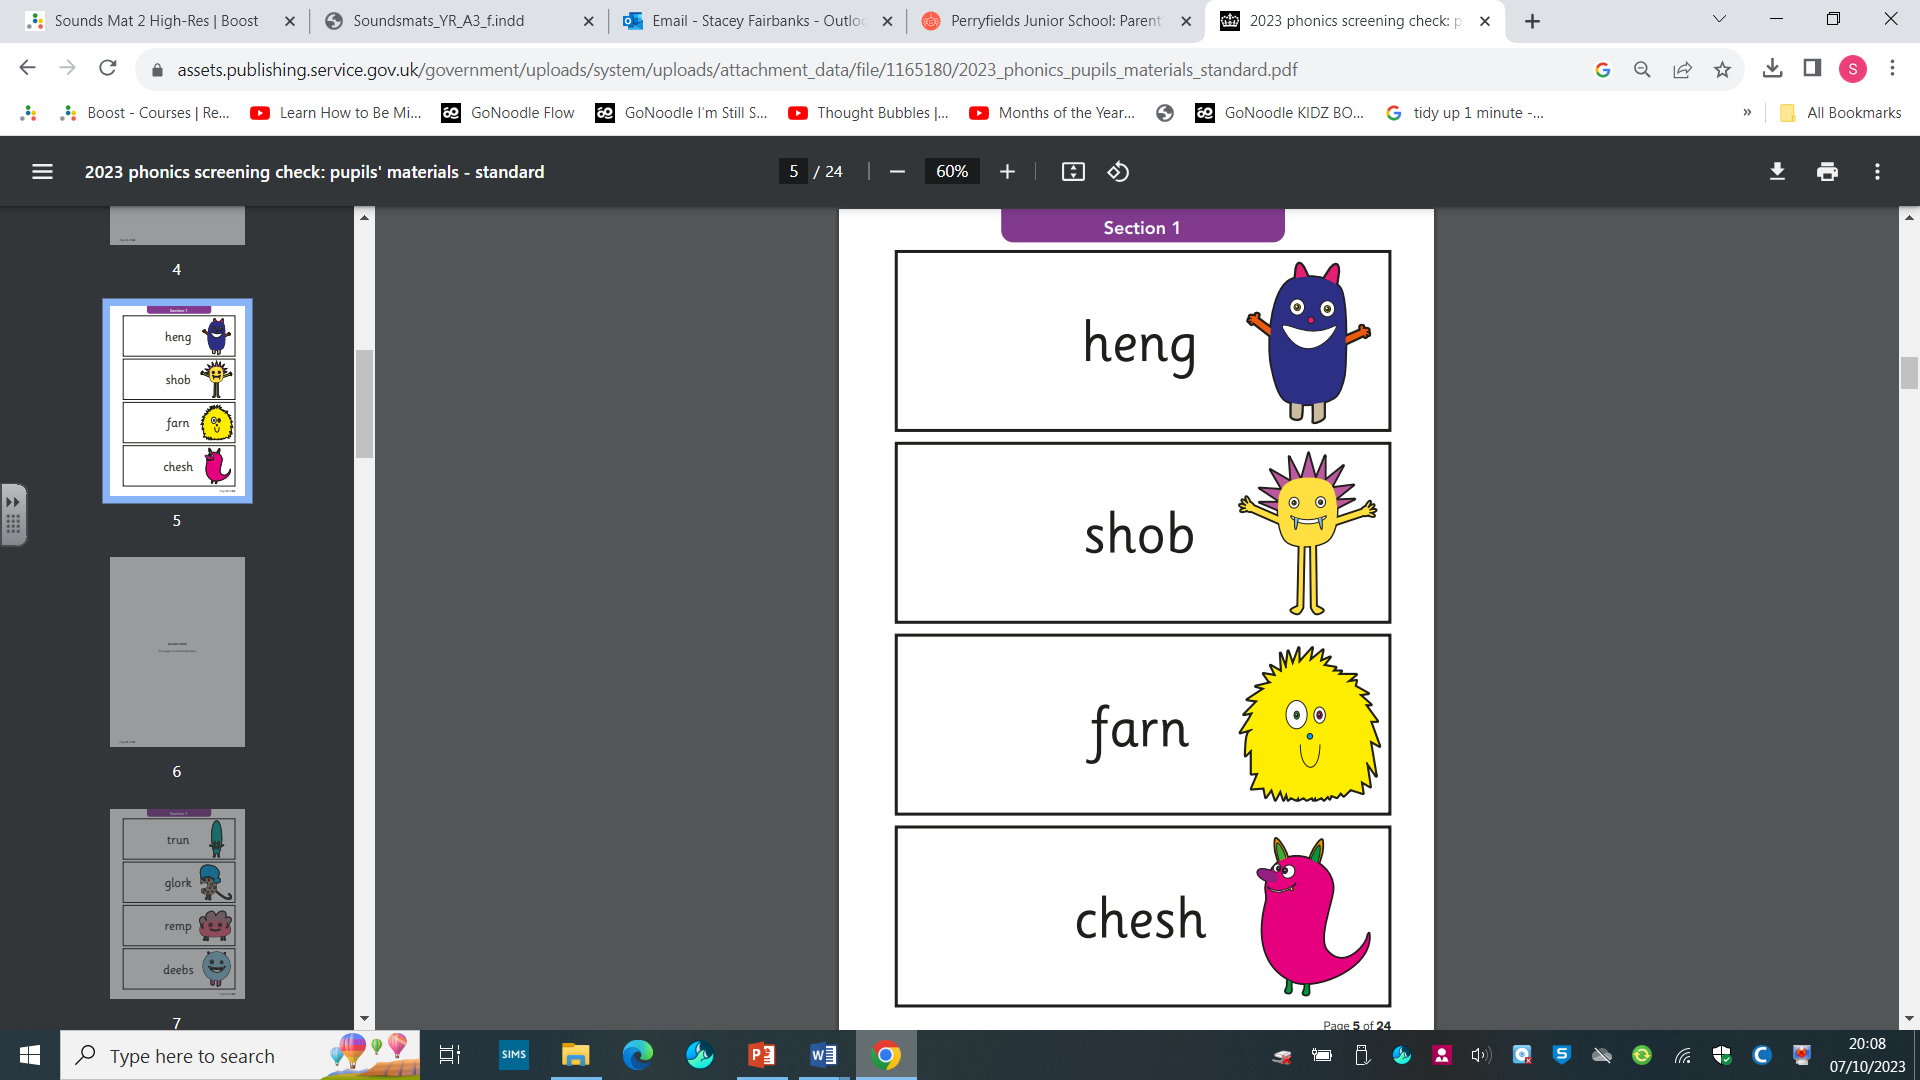 Sounds Mat 2 High-Res | Boost
Soundsmats_YR_A3_f.indd
Email - Stacey Fairbanks - Outloo
Perryfields Junior School: Parent'
2023 phonics screening check: p
assets.publishing.service.gov.uk/government/uploads/system/uploads/attachment_data/file/1165180/2023_phonics_pupils_materials_standard.pdf
S
Boost - Courses | Re...
Learn How to Be Mi...
GoNoodle Flow
GoNoodle I'm Still S...
Thought Bubbles |...
Months of the Year...
GoNoodle KIDZ BO...
tidy up 1 minute -...
»
All Bookmarks
2023 phonics screening check: pupils' materials - standard
5 / 24
60%
4
Section 1
heng
shob
farn
chesh
5
6
Section 1
trun
glork
remp
deebs
7
Section 1
heng
shob
farn
chesh
Page 5 of 24
Type here to search
SIMS
20:08
07/10/2023